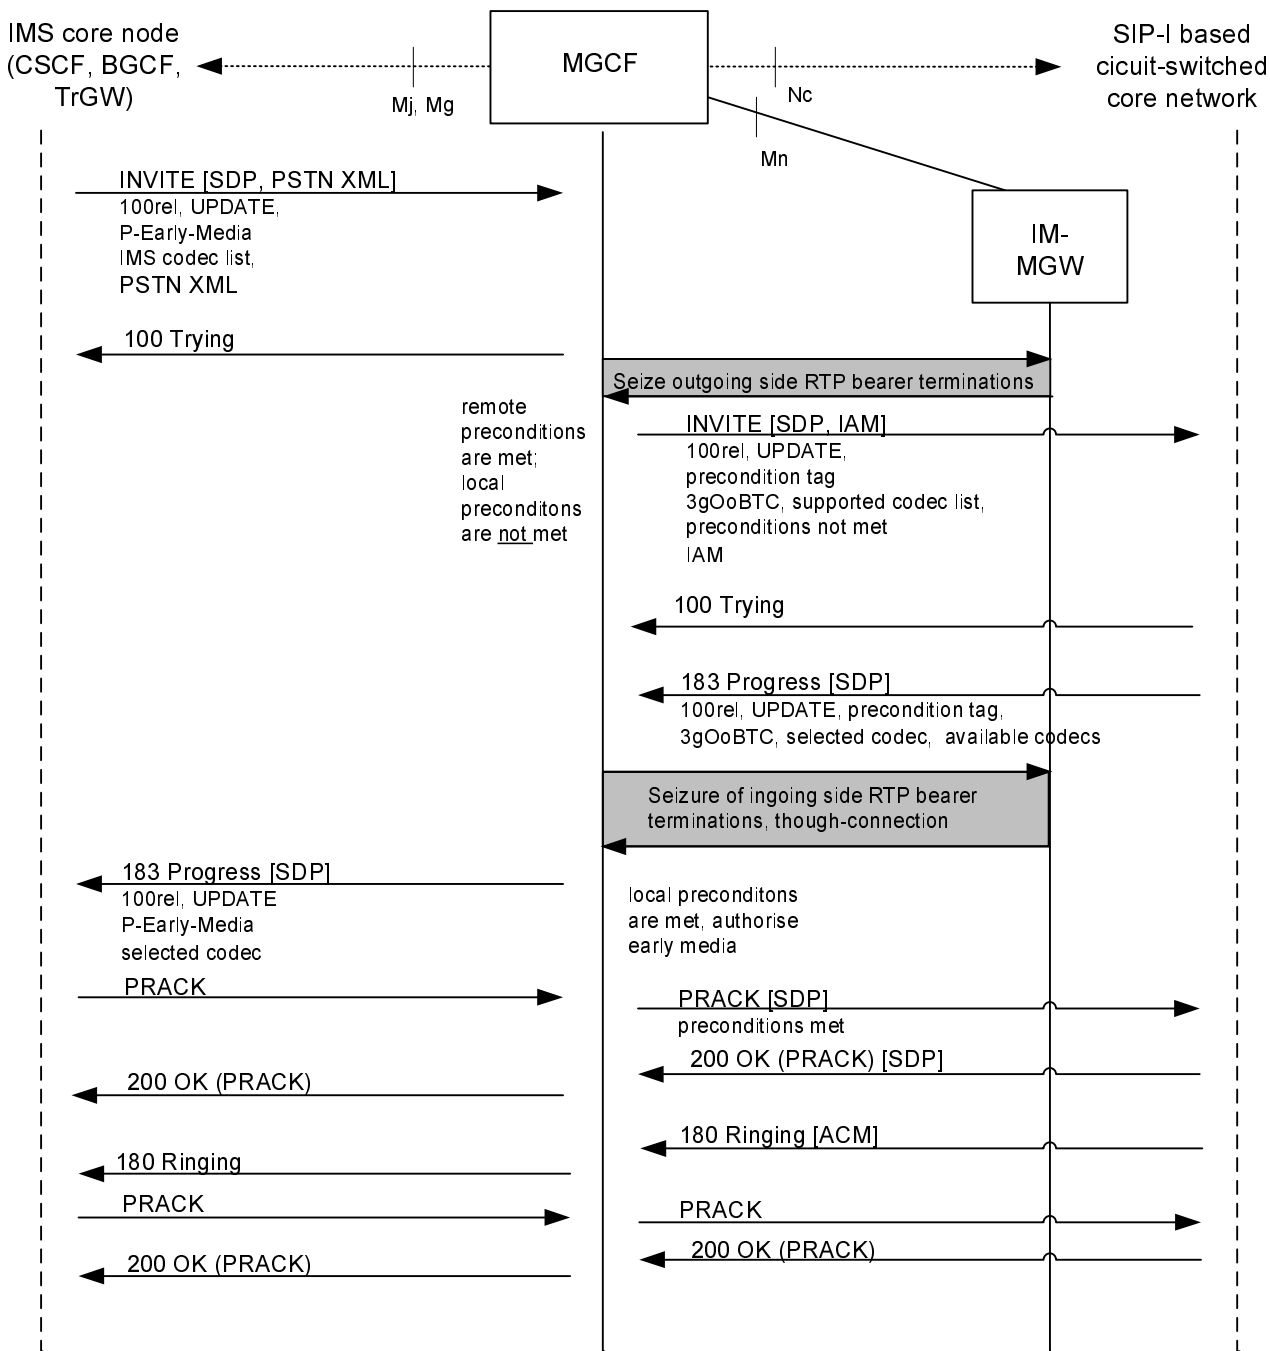 IMS core node
(CSCF, BGCF,
TrGW)
MGCF
SIP-I based
cicuit-switched
core network
Mj, Mg
Nc
Mn
INVITE [SDP, PSTN XML]
100rel, UPDATE,
P-Early-Media
IMS codec list,
PSTN XML
IM-
MGW
100 Trying
Seize outgoing side RTP bearer terminations
remote
preconditions
are met;
local
preconditons
are not met
INVITE [SDP, IAM]
100rel, UPDATE,
precondition tag
3gOoBTC, supported codec list,
preconditions not met
IAM
100 Trying
183 Progress [SDP]
100rel, UPDATE, precondition tag,
3gOoBTC, selected codec, available codecs
Seizure of ingoing side RTP bearer
terminations, though-connection
183 Progress [SDP]
100rel, UPDATE
P-Early-Media
selected codec
local preconditons
are met, authorise
early media
PRACK
PRACK [SDP]
preconditions met
200 OK (PRACK) [SDP]
200 OK (PRACK)
180 Ringing [ACM]
180 Ringing
PRACK
PRACK
200 OK (PRACK)
200 OK (PRACK)